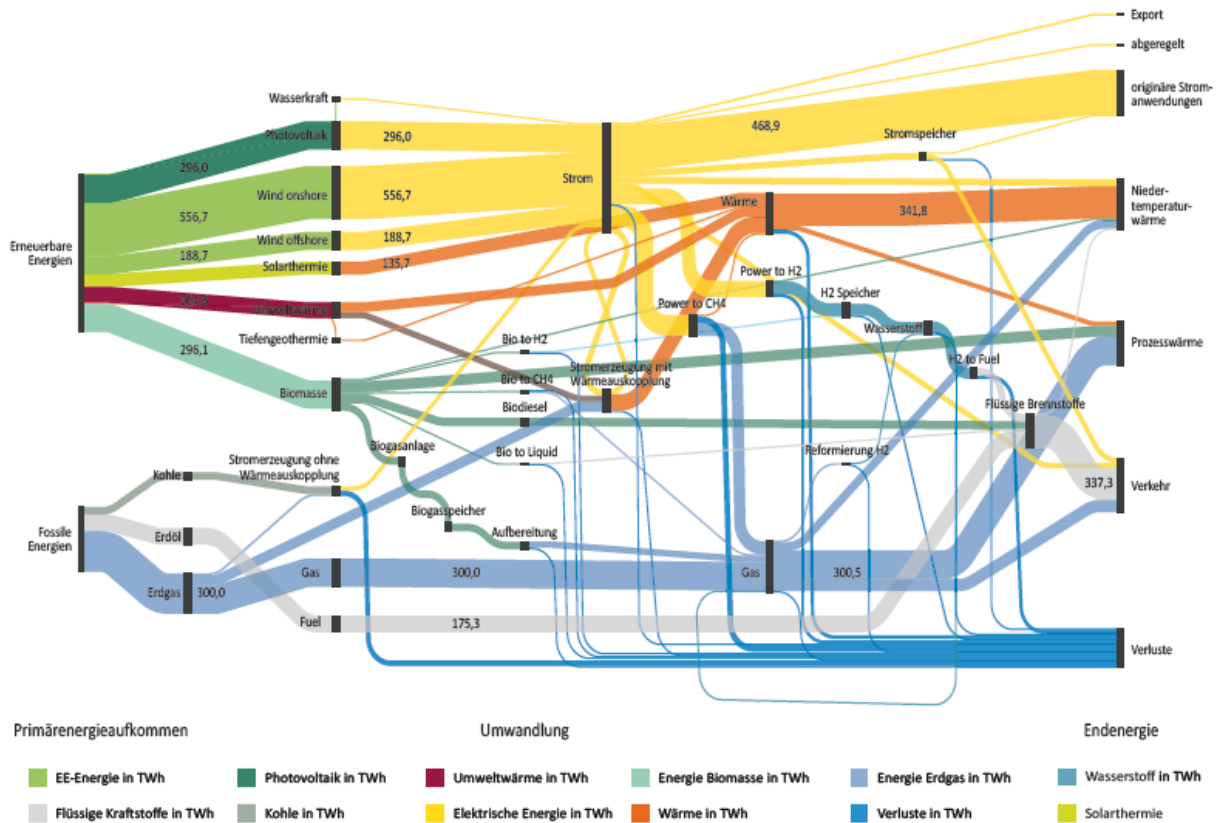 Export
abgeregelt
originäre Strom-
anwendungen
Wasserkraft
Photovoltaik
296,0
296,0
468,9
Stromspeicher
Strom
Wind onshore
556,7
556,7
Wärme
341,8
Nieder-
temperatur-
wärme
Erneuerbare
Energien
Wind offshore
188,7
188,7
Solarthermie
135,7
Power to H2
H2 Speicher
Umweltwärme
Power to CH4
Wasserstoff
Tiefengeothermie
Bio to H2
Prozesswärme
296,1
H2 to Fuel
Stromerzeugung mit
Wärmeauskopplung
Bio to CH4
Biomasse
Biodiesel
Flüssige Brennstoffe
Biogasanlage
Bio to Liquid
Reformierung H2
Stromerzeugung ohne
Wärmeauskopplung
Kohle
337,3
Verkehr
Biogasspeicher
Aufbereitung
Fossile
Energien
Erdöl
Gas
300,0
Gas
300,5
Erdgas
300,0
Fuel
175,3
Verluste
Primärenergieaufkommen
Umwandlung
Endenergie
EE-Energie in TWh
Photovoltaik in TWh
Umweltwärme in TWh
Energie Biomasse in TWh
Energie Erdgas in TWh
Wasserstoff in TWh
Flüssige Kraftstoffe in TWh
Kohle in TWh
Elektrische Energie in TWh
Wärme in TWh
Verluste in TWh
Solarthermie